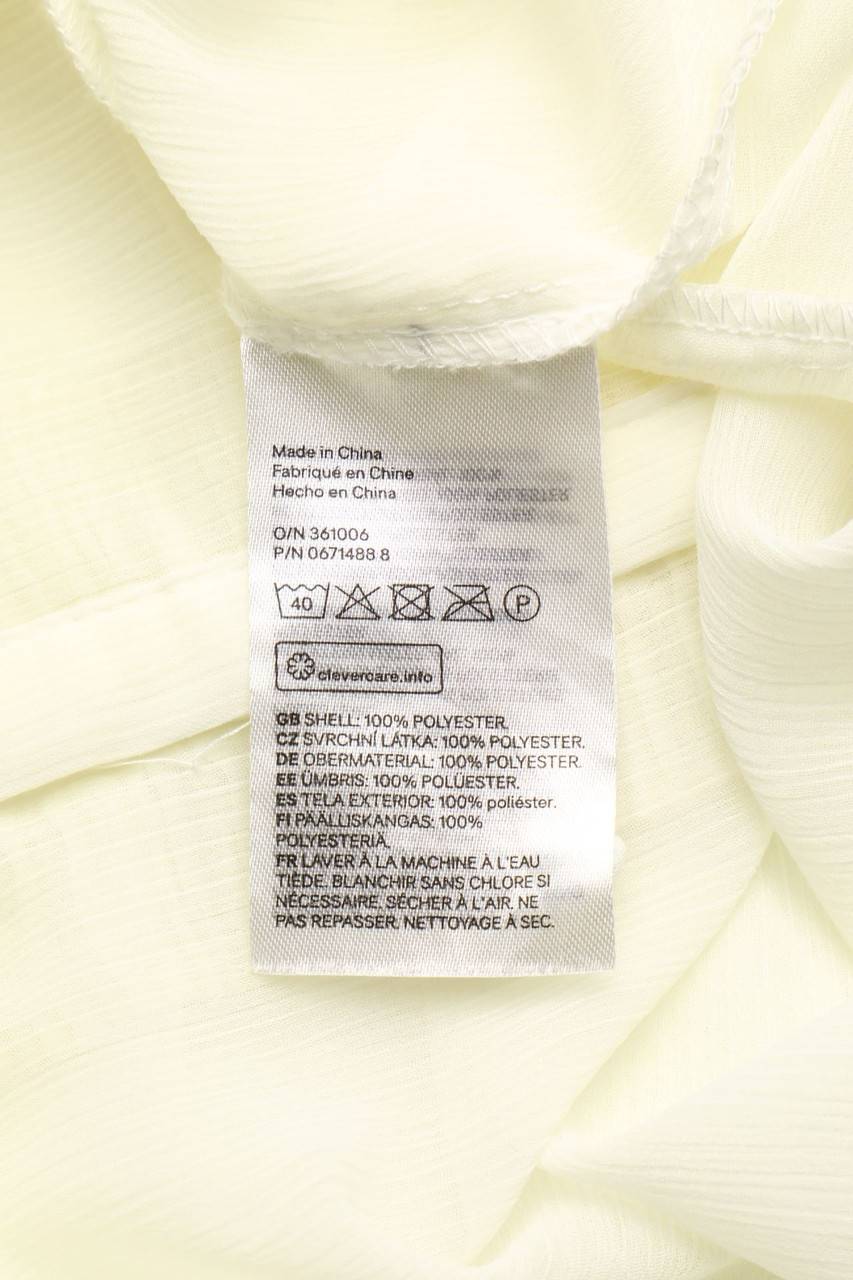 Made in China
Fabriqué en Chine
Hecho en China
O/N 361006
P/N 0671488 8
40 P
clevercare.info
GB SHELL: 100% POLYESTER.
CZ SVRCHNÍ LÁTKA: 100% POLYESTER.
DE OBERMATERIAL: 100% POLYESTER.
EE ÜMBRIS: 100% POLÜESTER.
ES TELA EXTERIOR: 100% poliéster.
FI PÄÄLLISKANGAS: 100%
POLYESTERIÄ.
FR LAVER À LA MACHINE À L'EAU
TIÈDE. BLANCHIR SANS CHLORE SI
NÉCESSAIRE. SÉCHER À L'AIR. NE
PAS REPASSER. NETTOYAGE À SEC.